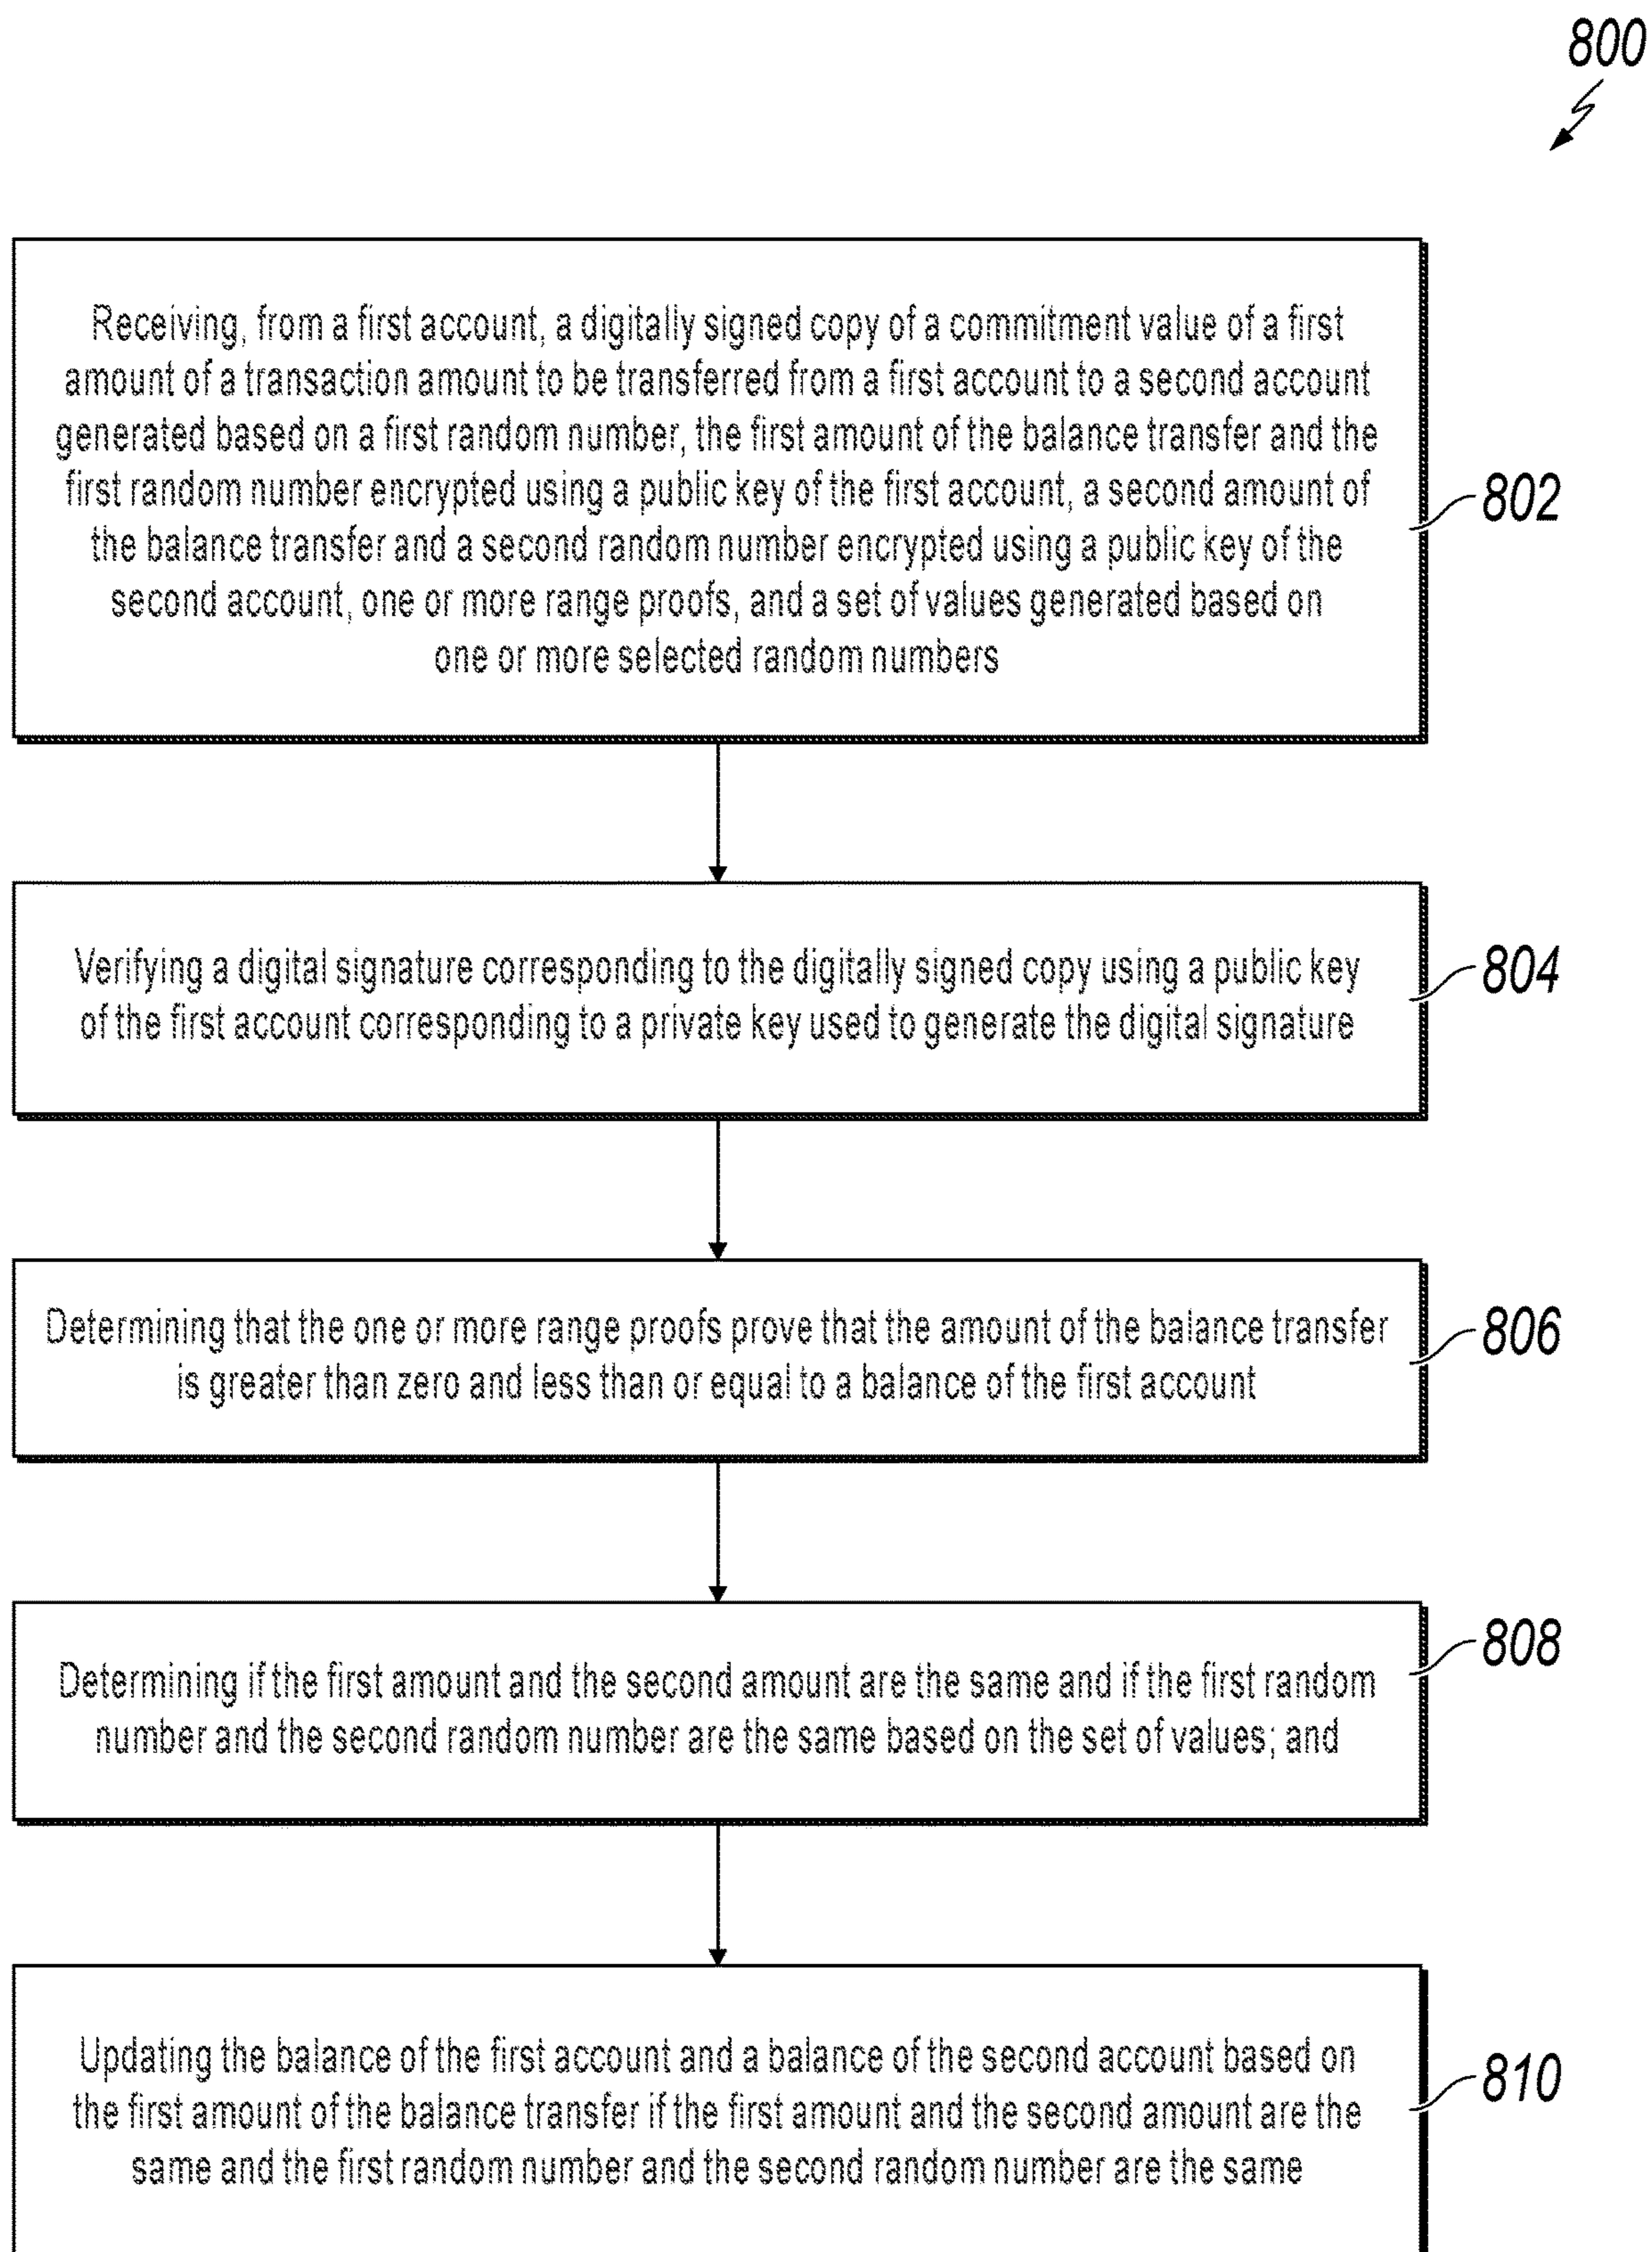 800
Receiving, from a first account, a digitally signed copy of a commitment value of a first
amount of a transaction amount to be transferred from a first account to a second account
generated based on a first random number, the first amount of the balance transfer and the
first random number encrypted using a public key of the first account, a second amount of
the balance transfer and a second random number encrypted using a public key of the
second account, one or more range proofs, and a set of values generated based on
one or more selected random numbers
802
Verifying a digital signature corresponding to the digitally signed copy using a public key
of the first account corresponding to a private key used to generate the digital signature
804
Determining that the one or more range proofs prove that the amount of the balance transfer
is greater than zero and less than or equal to a balance of the first account
806
Determining if the first amount and the second amount are the same and if the first random
number and the second random number are the same based on the set of values; and
808
Updating the balance of the first account and a balance of the second account based on
the first amount of the balance transfer if the first amount and the second amount are the
same and the first random number and the second random number are the same
810